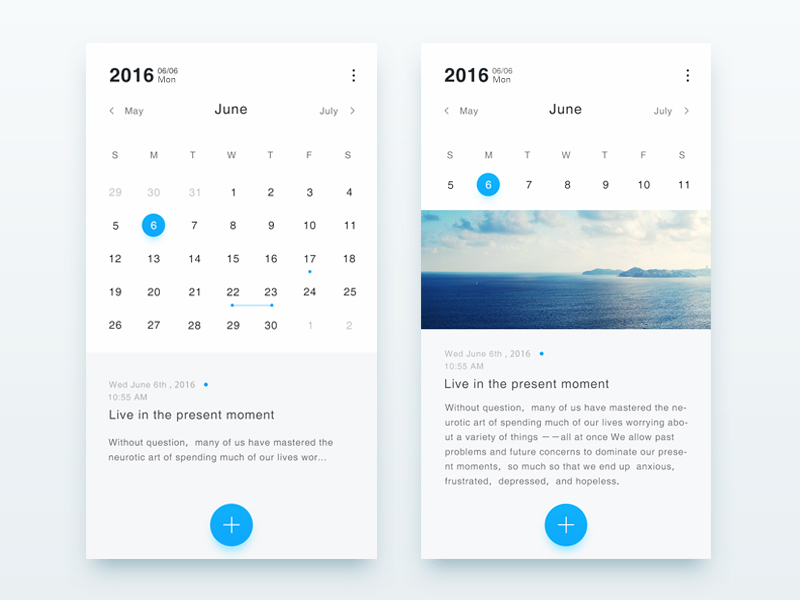 2016 06/06
Mon
May June July
S M T W T F S
29 30 31 1 2 3 4
5 6 7 8 9 10 11
12 13 14 15 16 17 18
19 20 21 22 23 24 25
26 27 28 29 30 1 2
Wed June 6th , 2016
10:55 AM
Live in the present moment
Without question, many of us have mastered the
neurotic art of spending much of our lives wor...
2016 06/06
Mon
May June July
S M T W T F S
5 6 7 8 9 10 11
Wed June 6th , 2016
10:55 AM
Live in the present moment
Without question, many of us have mastered the ne-
urotic art of spending much of our lives worrying abo-
ut a variety of things ——all at once We allow past
problems and future concerns to dominate our prese-
nt moments, so much so that we end up anxious,
frustrated, depressed, and hopeless.